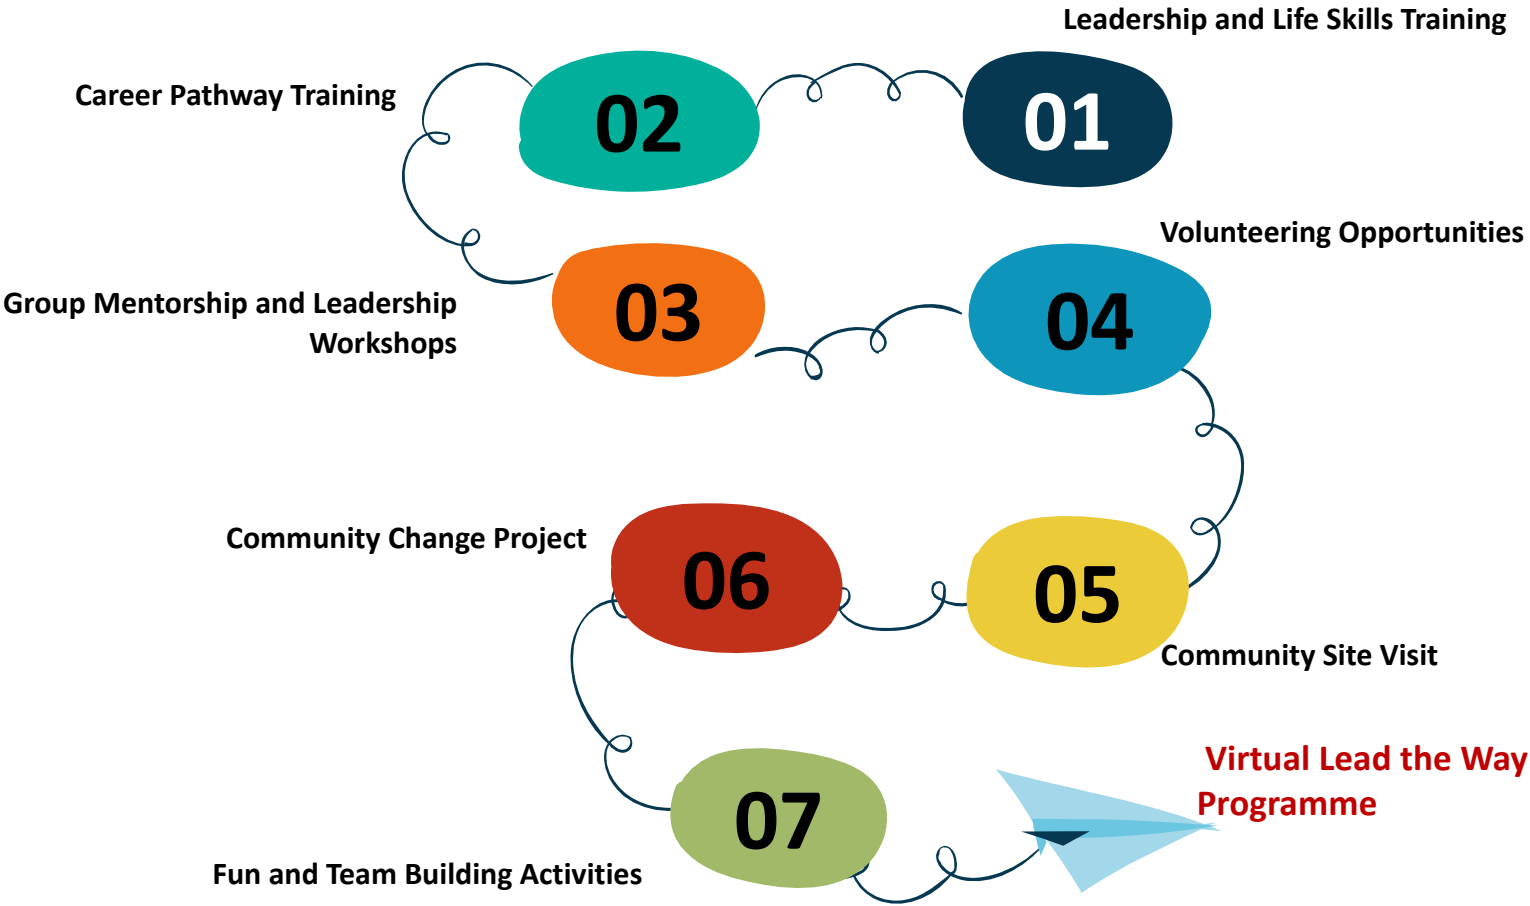 Leadership and Life Skills Training
01
02
Career Pathway Training
03
Group Mentorship and Leadership
Workshops
Volunteering Opportunities
04
05
Community Site Visit
Community Change Project
06
07
Fun and Team Building Activities
Virtual Lead the Way
Programme